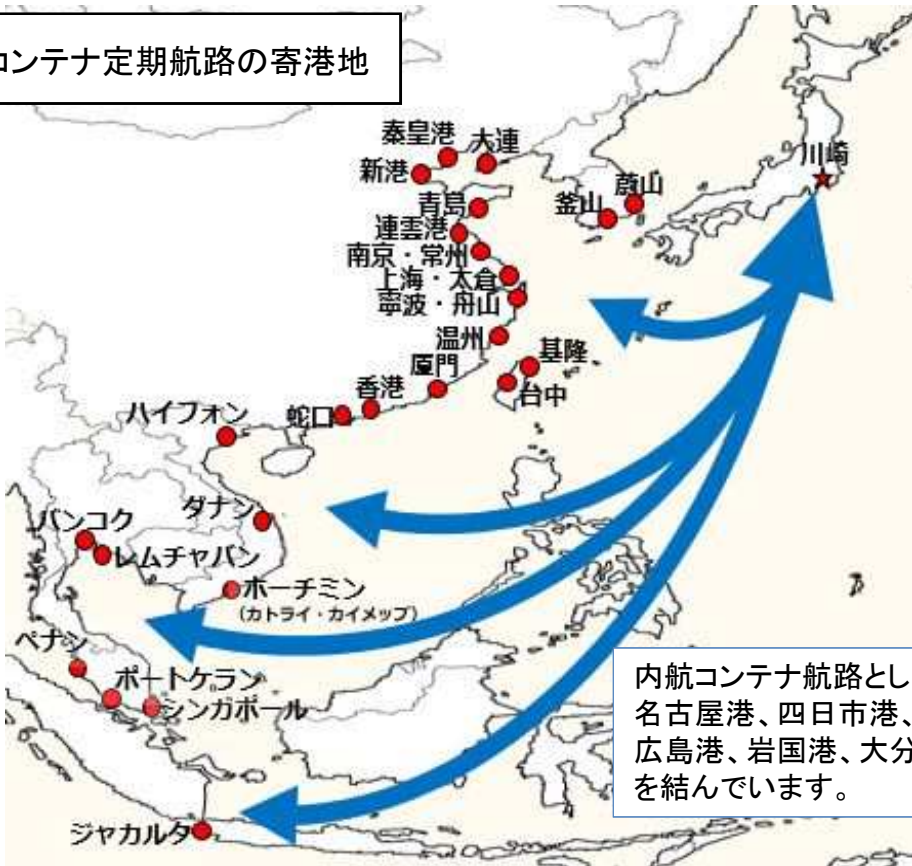 コンテナ定期航路の寄港地
秦皇港
大連
新港
川崎
青島
釜山
蔚山
連雲港
南京・常州
上海・太倉
寧波・舟山
温州
基隆
厦門
台中
香港
蛇口
ハイフォン
ダナン
バンコク
レムチャバン
ホーチミン
(カトライ・カイメップ)
ペナン
ポートケラン
シンガポール
ジャカルタ
内航コンテナ航路とし
名古屋港、四日市港、
広島港、岩国港、大分
を結んでいます。